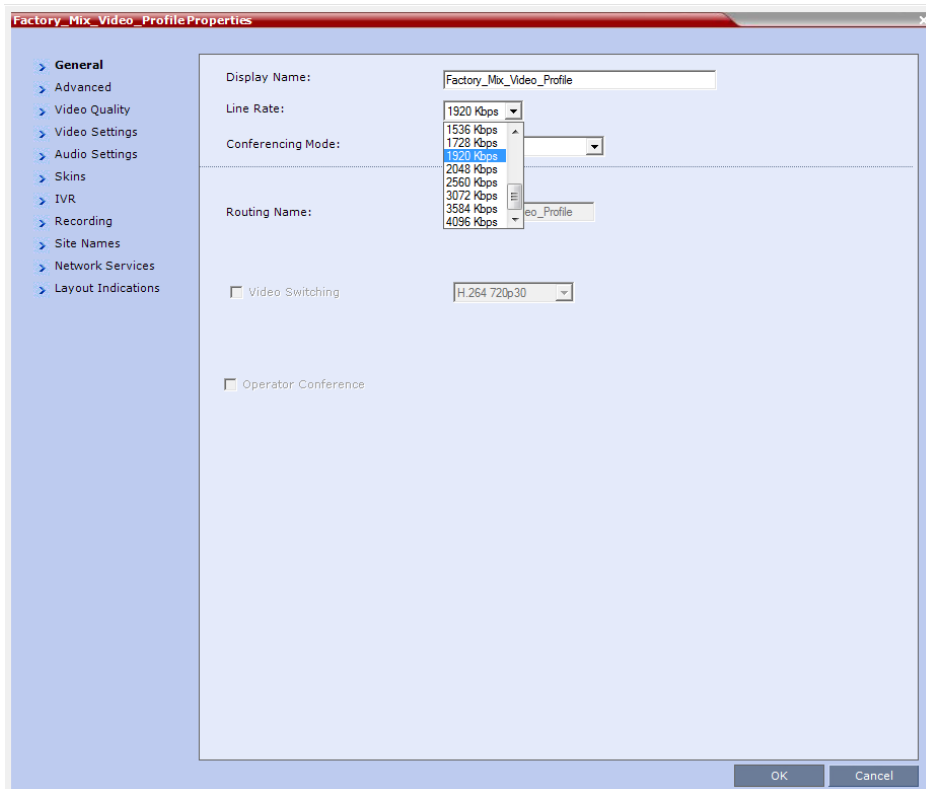 Factory_Mix_Video_Profile Properties
General
Advanced
Video Quality
Video Settings
Audio Settings
Skins
IVR
Recording
Site Names
Network Services
Layout Indications
Display Name: Factory_Mix_Video_Profile
Line Rate: 1920 Kbps
1536 Kbps
1728 Kbps
1920 Kbps
2048 Kbps
2560 Kbps
3072 Kbps
3584 Kbps
4096 Kbps
Conferencing Mode:
Routing Name: eo_Profile
Video Switching H.264 720p30
Operator Conference
OK Cancel